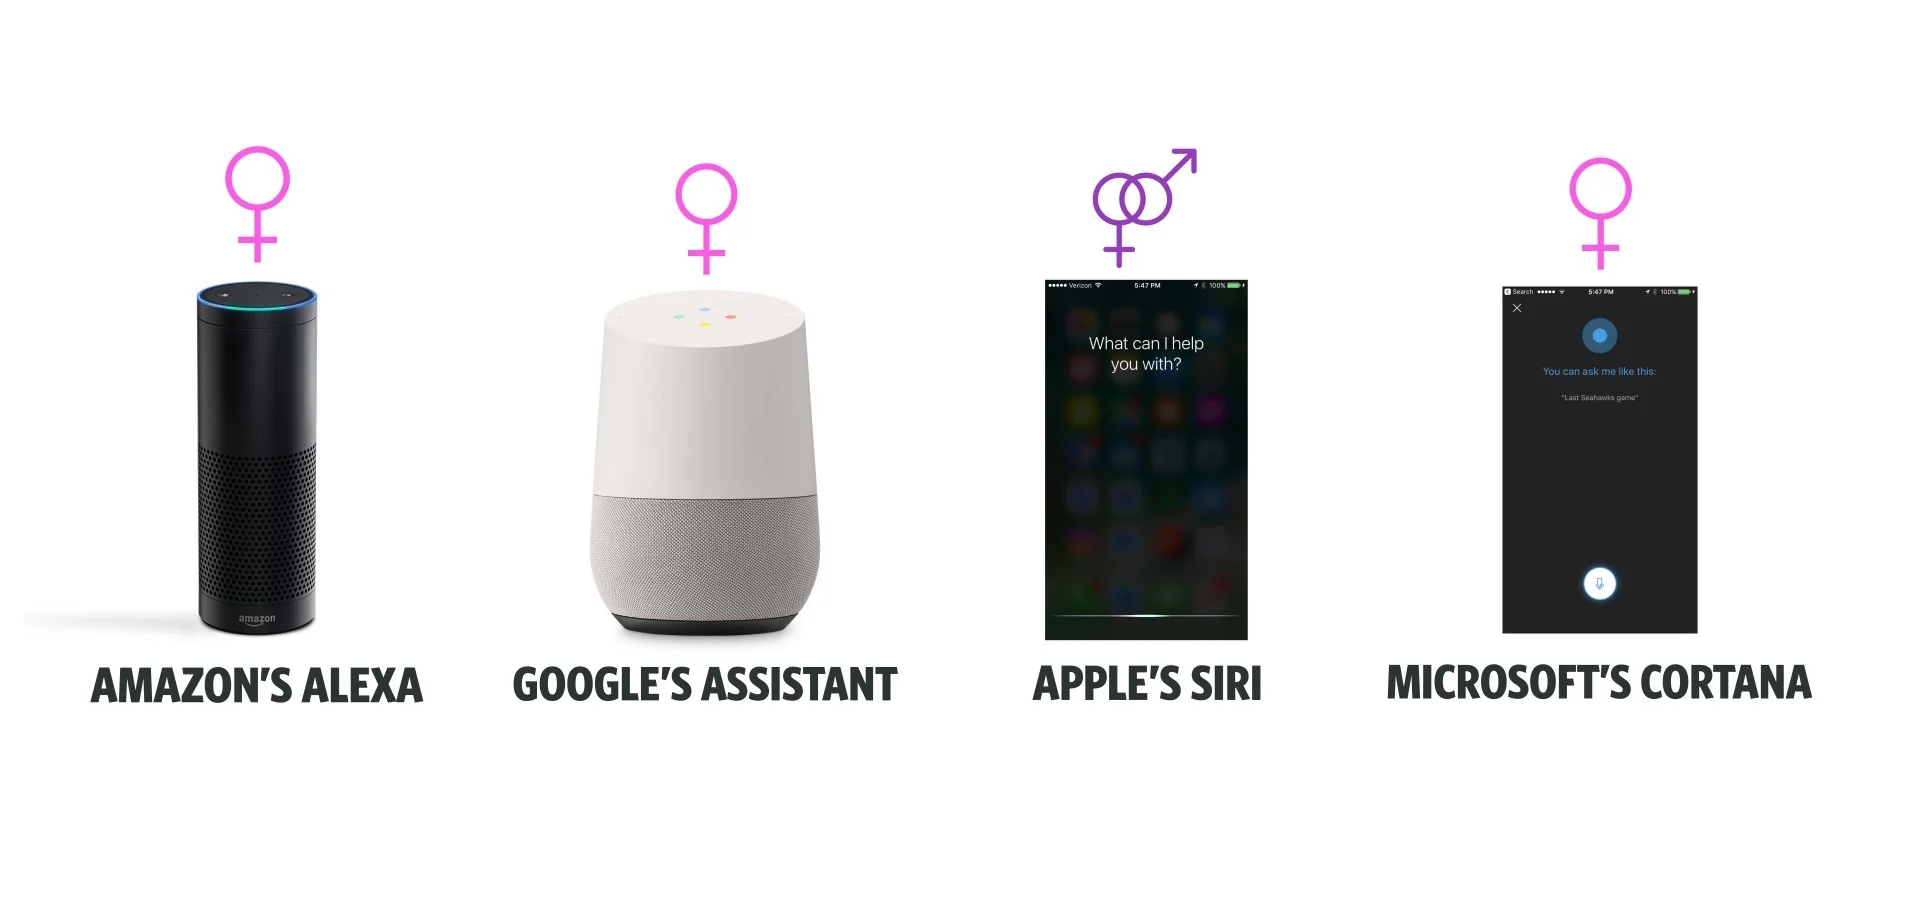 amazon
AMAZON’S ALEXA
GOOGLE’S ASSISTANT
Verizon 5:47 PM 100%
What can I help
you with?
APPLE’S SIRI
Search 5:47 PM 100%
You can ask me like this:
"Last Seahawks game"
MICROSOFT’S CORTANA